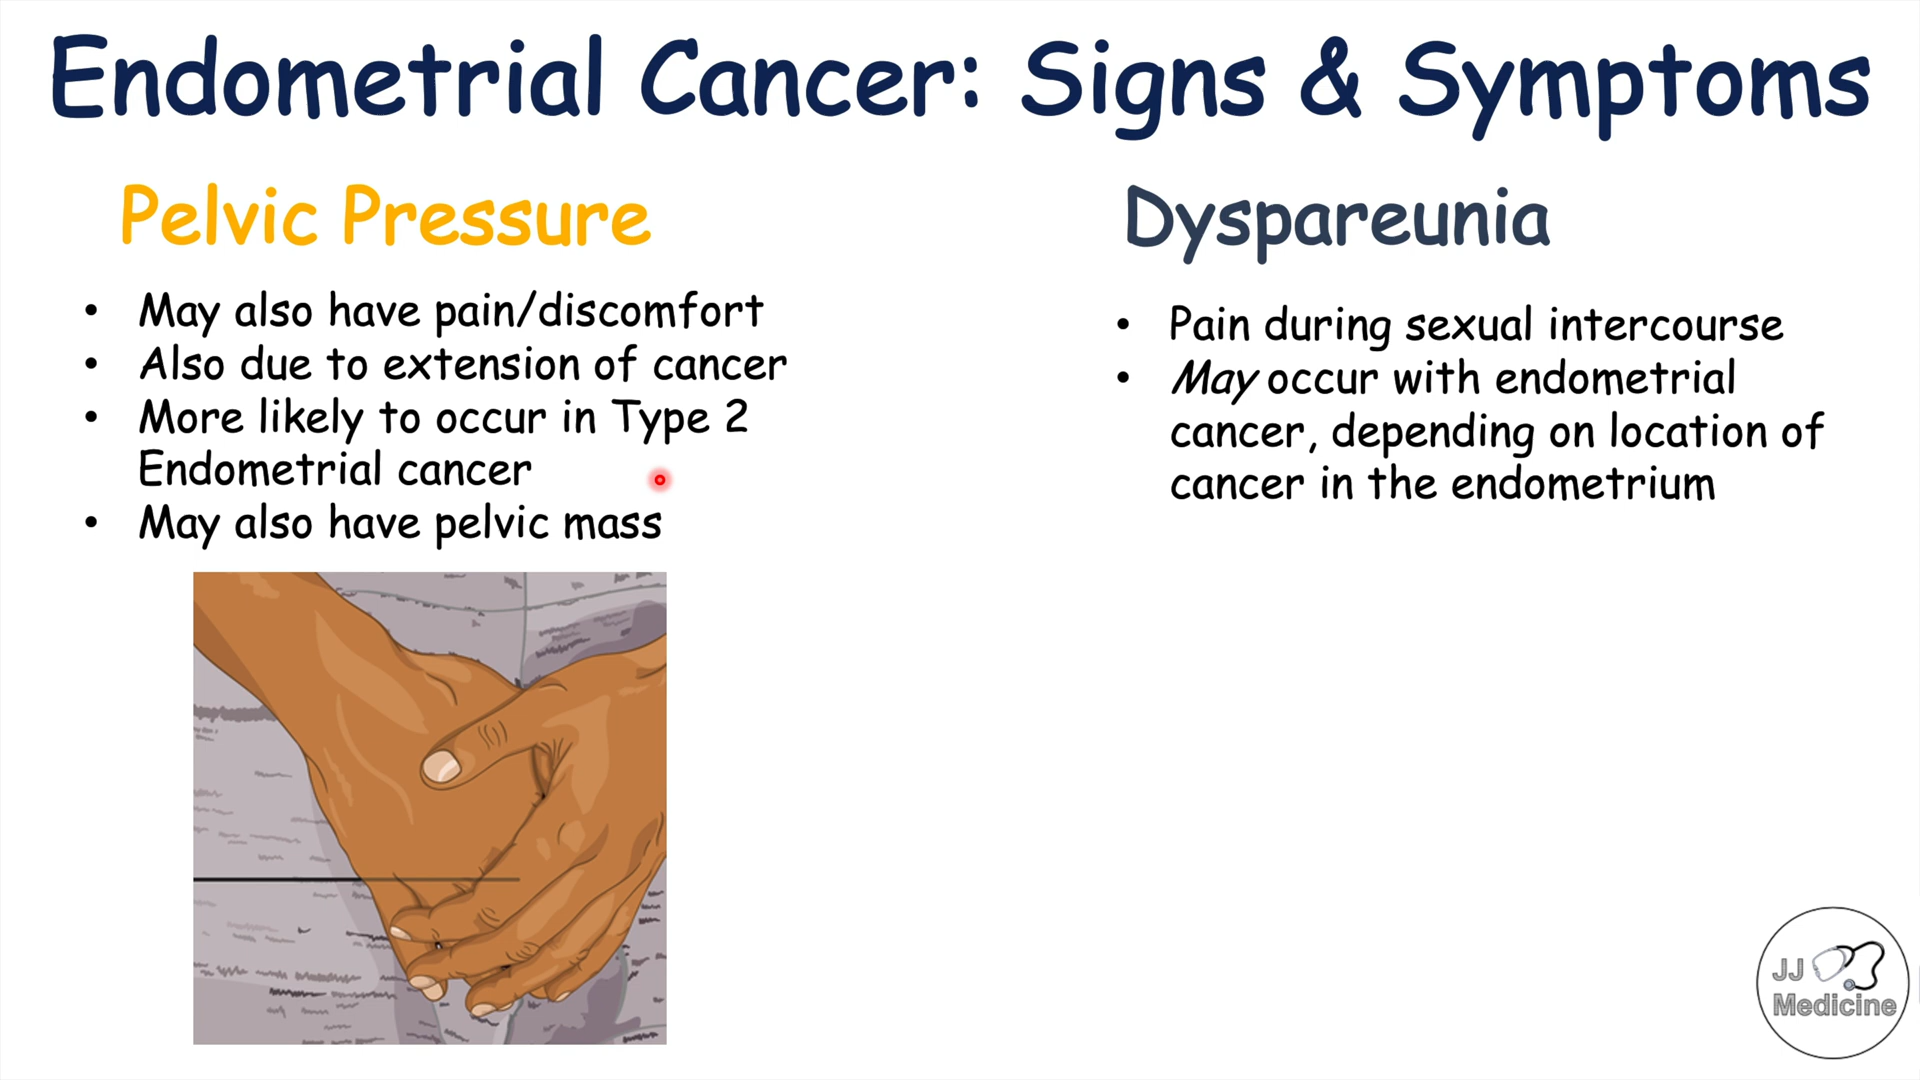 Endometrial Cancer: Signs & Symptoms
Pelvic Pressure
• May also have pain/discomfort
• Also due to extension of cancer
• More likely to occur in Type 2
Endometrial cancer
• May also have pelvic mass
Dyspareunia
• Pain during sexual intercourse
• May occur with endometrial
cancer, depending on location of
cancer in the endometrium
JJ
Medicine